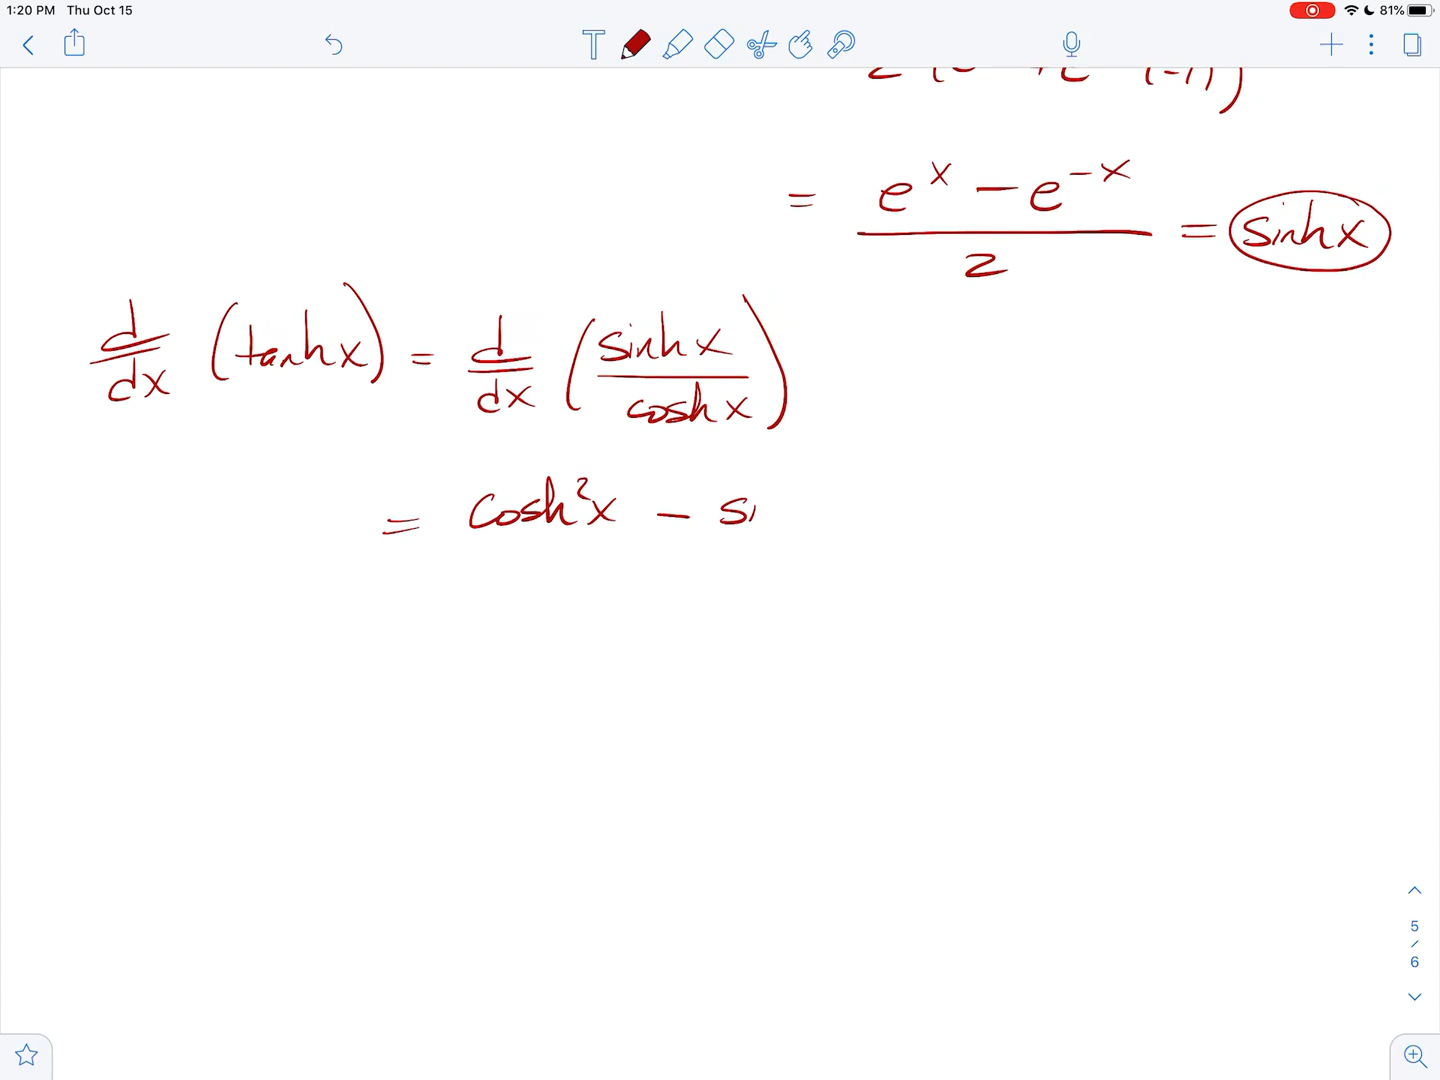 1:20 PM Thu Oct 15 81%
= e^x - e^-x / 2 = sinh x
d/dx (tanh x) = d/dx (sinh x / cosh x)
= cosh²x - si
5
/
6